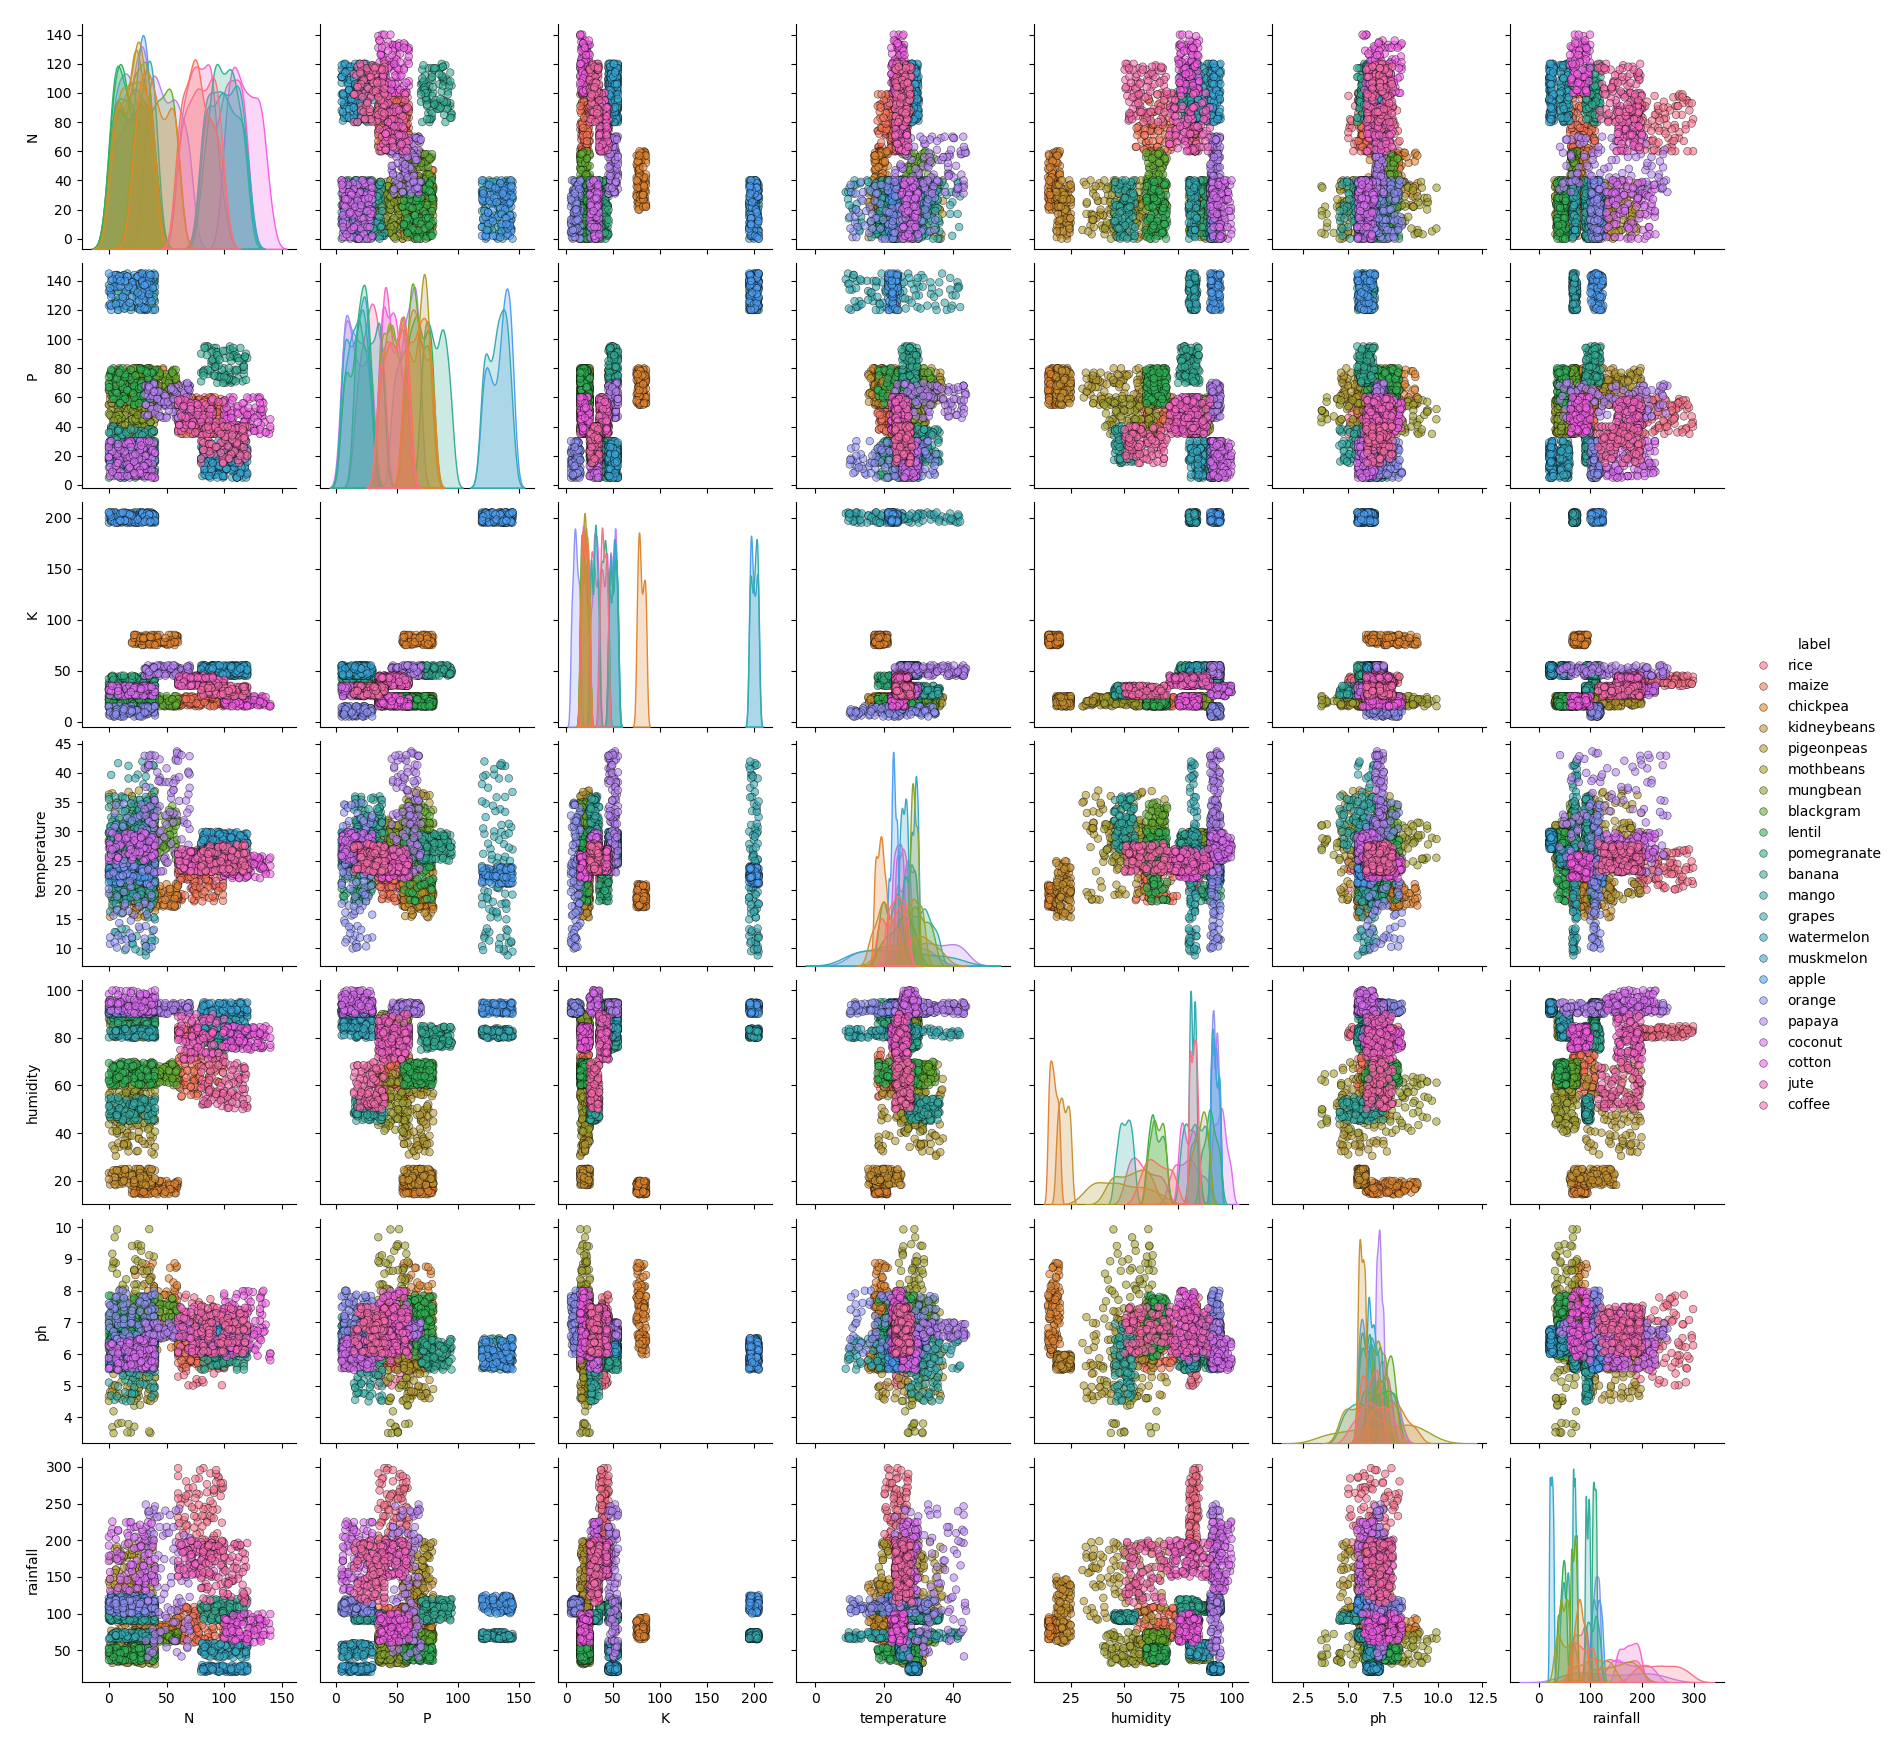 N
140
120
100
80
60
40
20
0
P
140
120
100
80
60
40
20
0
K
200
150
100
50
0
label
rice
maize
chickpea
kidneybeans
pigeonpeas
mothbeans
mungbean
blackgram
lentil
pomegranate
banana
mango
grapes
watermelon
muskmelon
apple
orange
papaya
coconut
cotton
jute
coffee
temperature
45
40
35
30
25
20
15
10
humidity
100
80
60
40
20
ph
10
9
8
7
6
5
4
rainfall
300
250
200
150
100
50
0 50 100 150 0 50 100 150 0 50 100 150 200 0 20 40 25 50 75 100 2.5 5.0 7.5 10.0 12.5 0 100 200 300
N P K temperature humidity ph rainfall